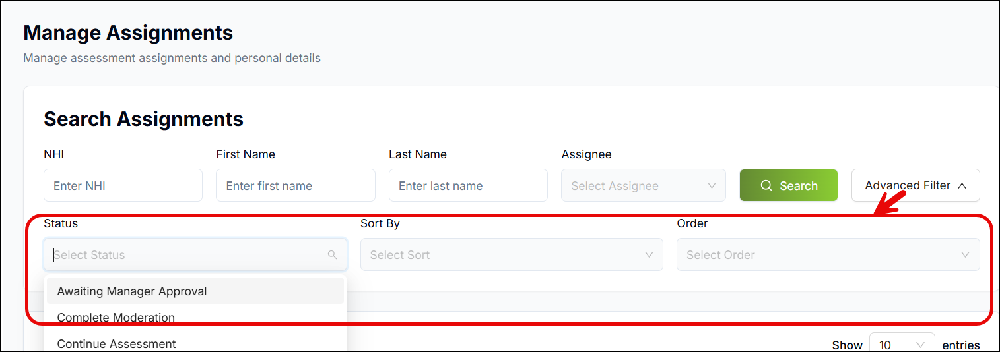 Manage Assignments
Manage assessment assignments and personal details
Search Assignments
NHI First Name Last Name Assignee
Enter NHI Enter first name Enter last name Select Assignee Search Advanced Filter
Status Sort By Order
Select Status Select Sort Select Order
Awaiting Manager Approval
Complete Moderation
Continue Assessment
Show 10 entries